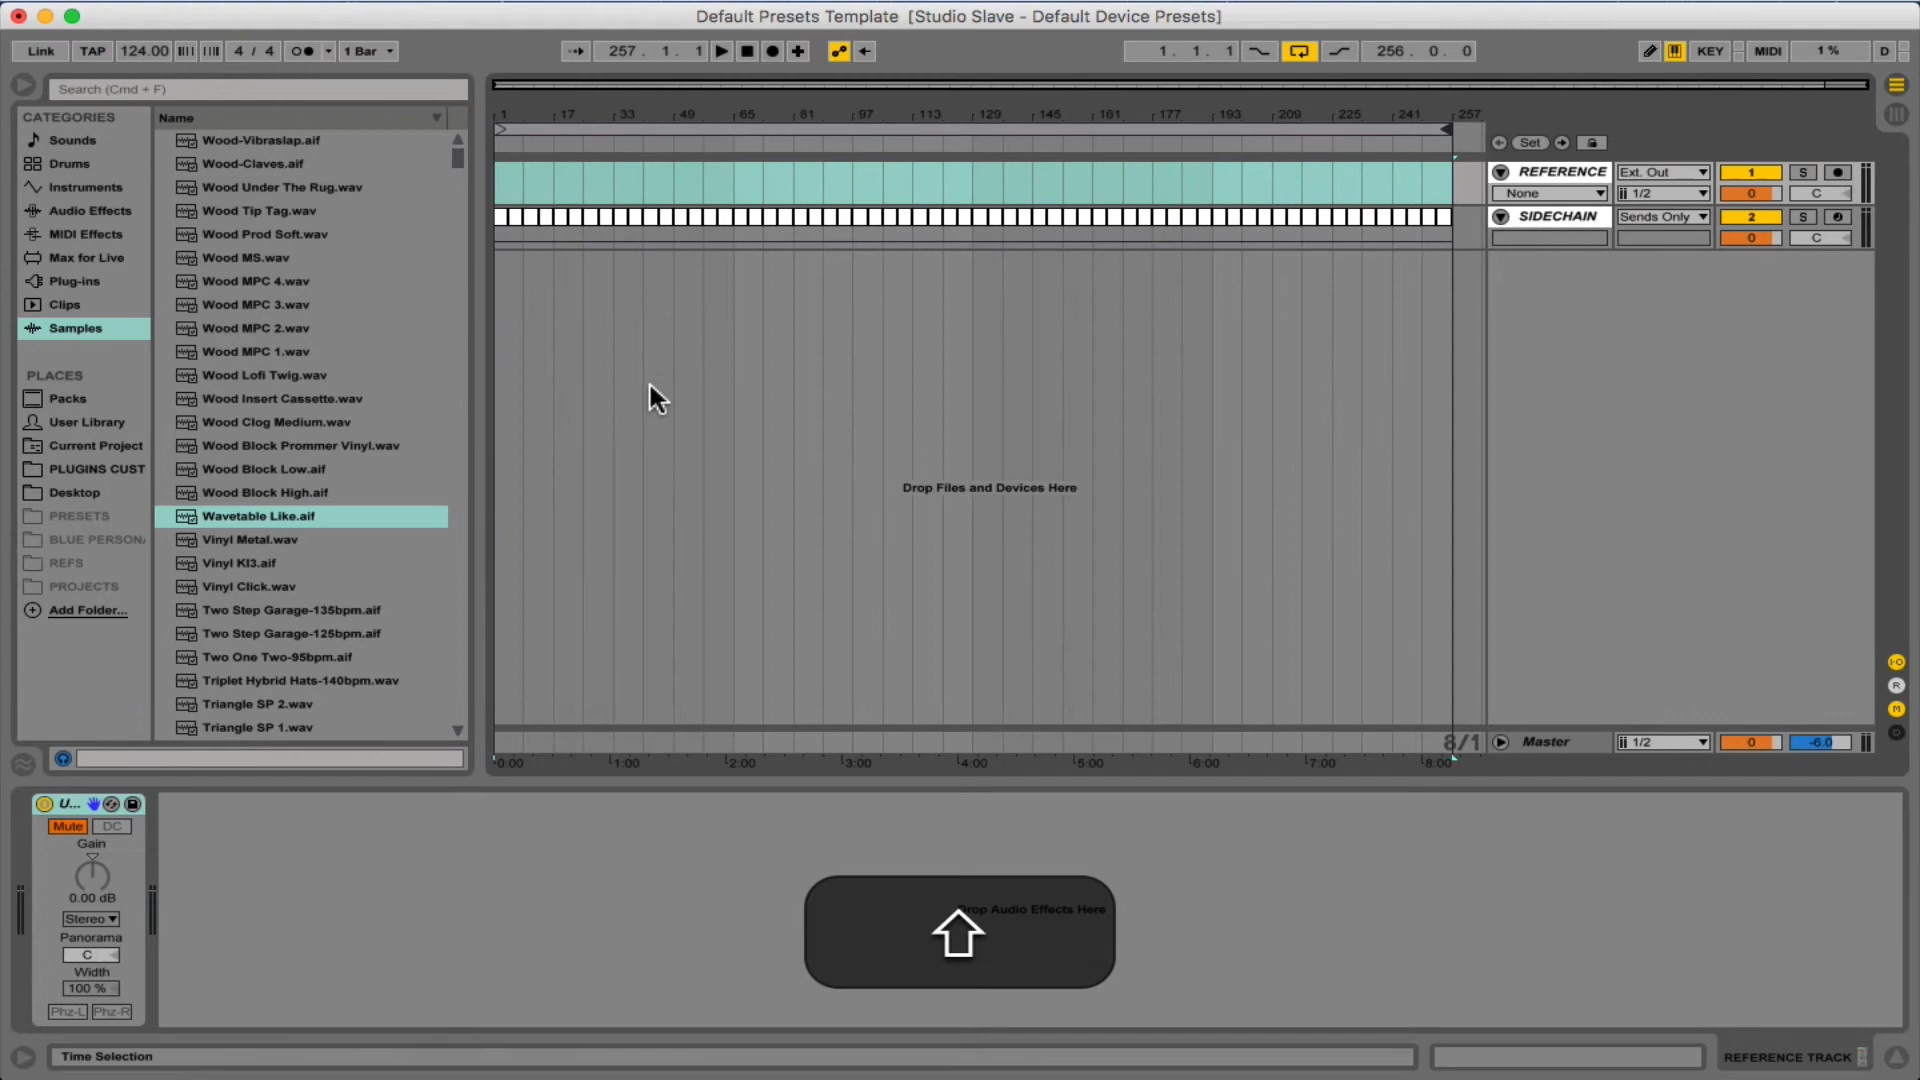 Default Presets Template [Studio Slave - Default Device Presets]
Link TAP 124.00 4 / 4 1 Bar 257. 1. 1 1. 1. 1 256. 0. 0 KEY MIDI 1 % D
Search (Cmd + F)
CATEGORIES
Sounds
Drums
Instruments
Audio Effects
MIDI Effects
Max for Live
Plug-ins
Clips
Samples
PLACES
Packs
User Library
Current Project
PLUGINS CUST
Desktop
PRESETS
BLUE PERSON
REFS
PROJECTS
Add Folder...
Name
Wood-Vibraslap.aif
Wood-Claves.aif
Wood Under The Rug.wav
Wood Tip Tag.wav
Wood Prod Soft.wav
Wood MS.wav
Wood MPC 4.wav
Wood MPC 3.wav
Wood MPC 2.wav
Wood MPC 1.wav
Wood Lofi Twig.wav
Wood Insert Cassette.wav
Wood Clog Medium.wav
Wood Block Prommer Vinyl.wav
Wood Block Low.aif
Wood Block High.aif
Wavetable Like.aif
Vinyl Metal.wav
Vinyl KI3.aif
Vinyl Click.wav
Two Step Garage-135bpm.aif
Two Step Garage-125bpm.aif
Two One Two-95bpm.aif
Triplet Hybrid Hats-140bpm.wav
Triangle SP 2.wav
Triangle SP 1.wav
1 17 33 49 65 81 97 113 129 145 161 177 193 209 225 241 257
Set
REFERENCE Ext. Out 1 S
None 1/2 0 C
SIDECHAIN Sends Only 2 S
0 C
Drop Files and Devices Here
I·O
R
M
D
8/1 Master 1/2 0 -6.0
0:00 1:00 2:00 3:00 4:00 5:00 6:00 7:00 8:00
U...
Mute DC
Gain
0.00 dB
Stereo
Panorama
C
Width
100 %
Phz-L Phz-R
Drop Audio Effects Here
Time Selection
REFERENCE TRACK